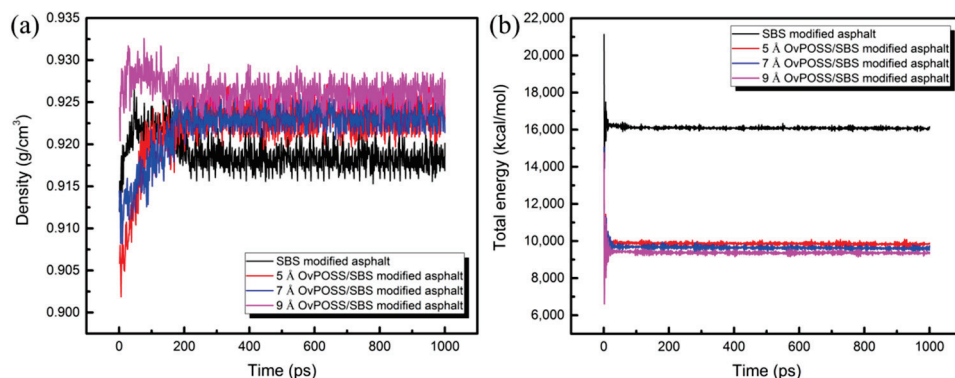 (a)
0.935
0.930
0.925
0.920
0.915
0.910
0.905
0.900
Density (g/cm³)
SBS modified asphalt
5 Å OvPOSS/SBS modified asphalt
7 Å OvPOSS/SBS modified asphalt
9 Å OvPOSS/SBS modified asphalt
0 200 400 600 800 1000
Time (ps)
(b)
22,000
20,000
18,000
16,000
14,000
12,000
10,000
8,000
6,000
Total energy (kcal/mol)
SBS modified asphalt
5 Å OvPOSS/SBS modified asphalt
7 Å OvPOSS/SBS modified asphalt
9 Å OvPOSS/SBS modified asphalt
0 200 400 600 800 1000
Time (ps)